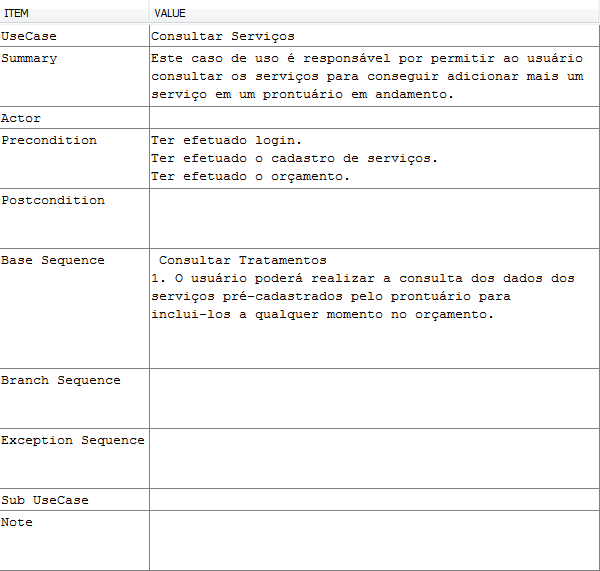 ITEM VALUE
UseCase Consultar Serviços
Summary Este caso de uso é responsável por permitir ao usuário
consultar os serviços para conseguir adicionar mais um
serviço em um prontuário em andamento.
Actor
Precondition Ter efetuado login.
Ter efetuado o cadastro de serviços.
Ter efetuado o orçamento.
Postcondition
Base Sequence Consultar Tratamentos
1. O usuário poderá realizar a consulta dos dados dos
serviços pré-cadastrados pelo prontuário para
incluí-los a qualquer momento no orçamento.
Branch Sequence
Exception Sequence
Sub UseCase
Note